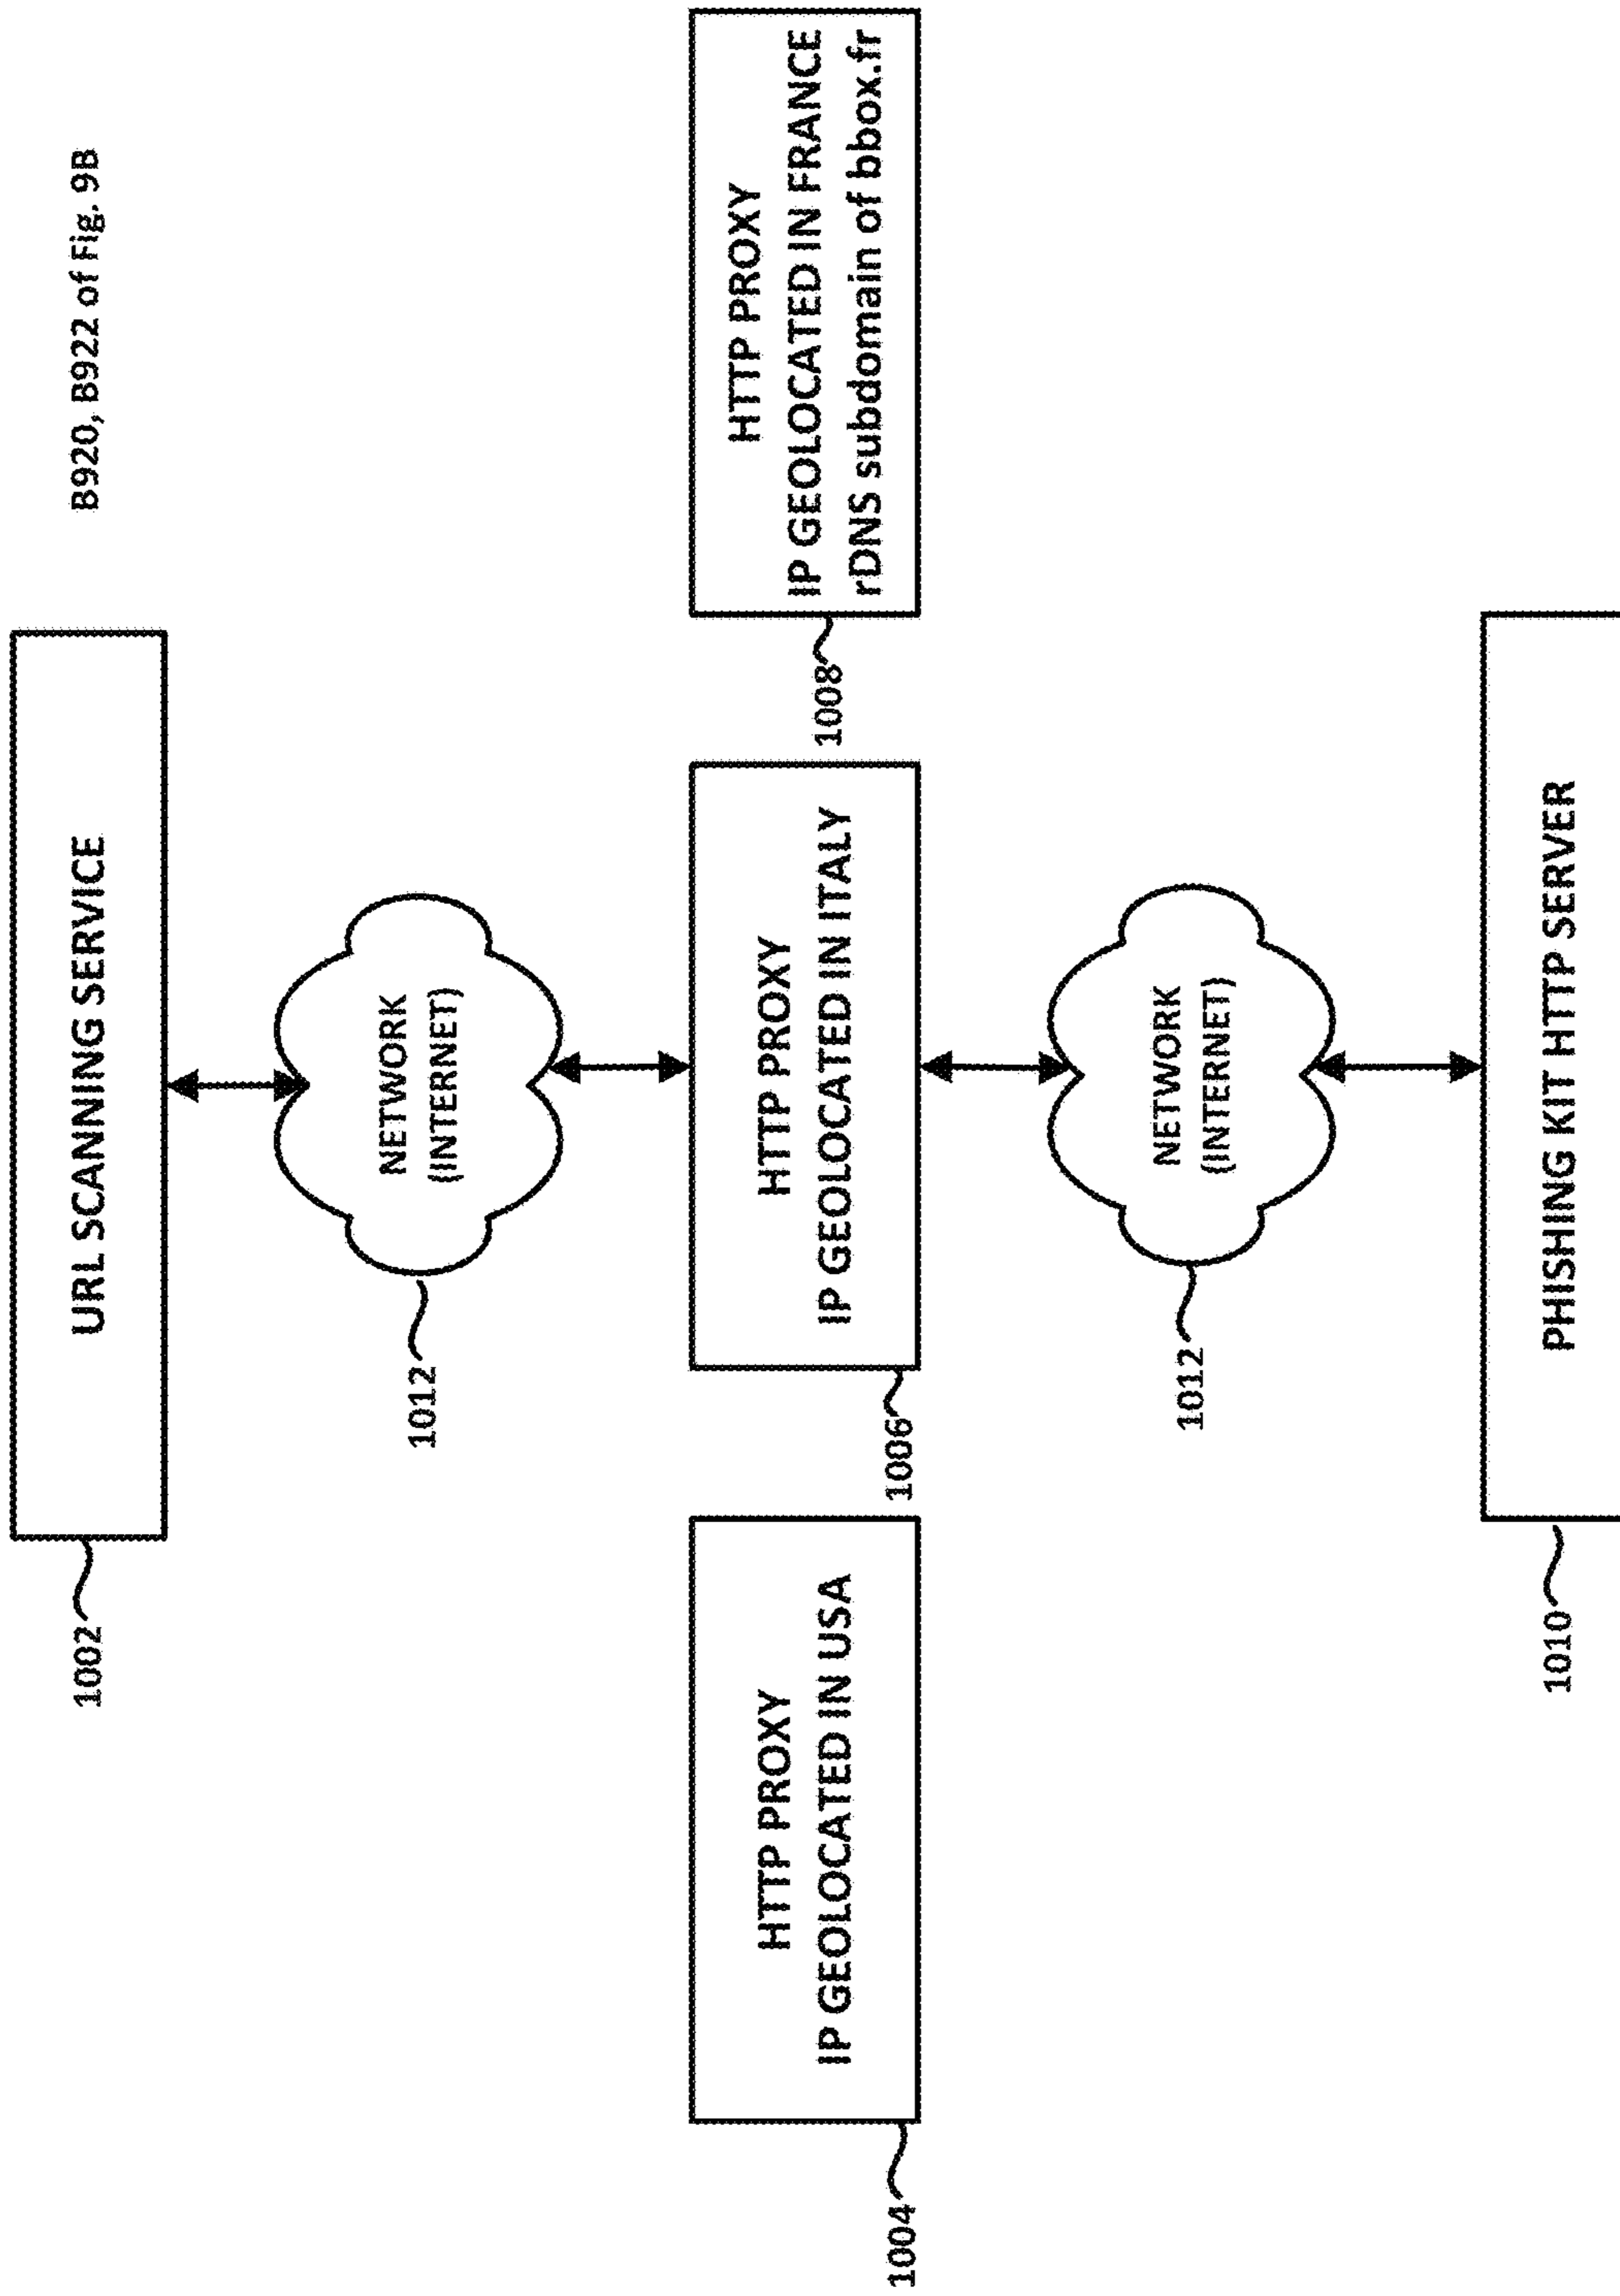 B920, B922 of Fig. 9B
1002
URL SCANNING SERVICE
1012
NETWORK
(INTERNET)
1004
HTTP PROXY
IP GEOLOCATED IN USA
1006
HTTP PROXY
IP GEOLOCATED IN ITALY
1008
HTTP PROXY
IP GEOLOCATED IN FRANCE
rDNS subdomain of bbox.fr
1012
NETWORK
(INTERNET)
1010
PHISHING KIT HTTP SERVER